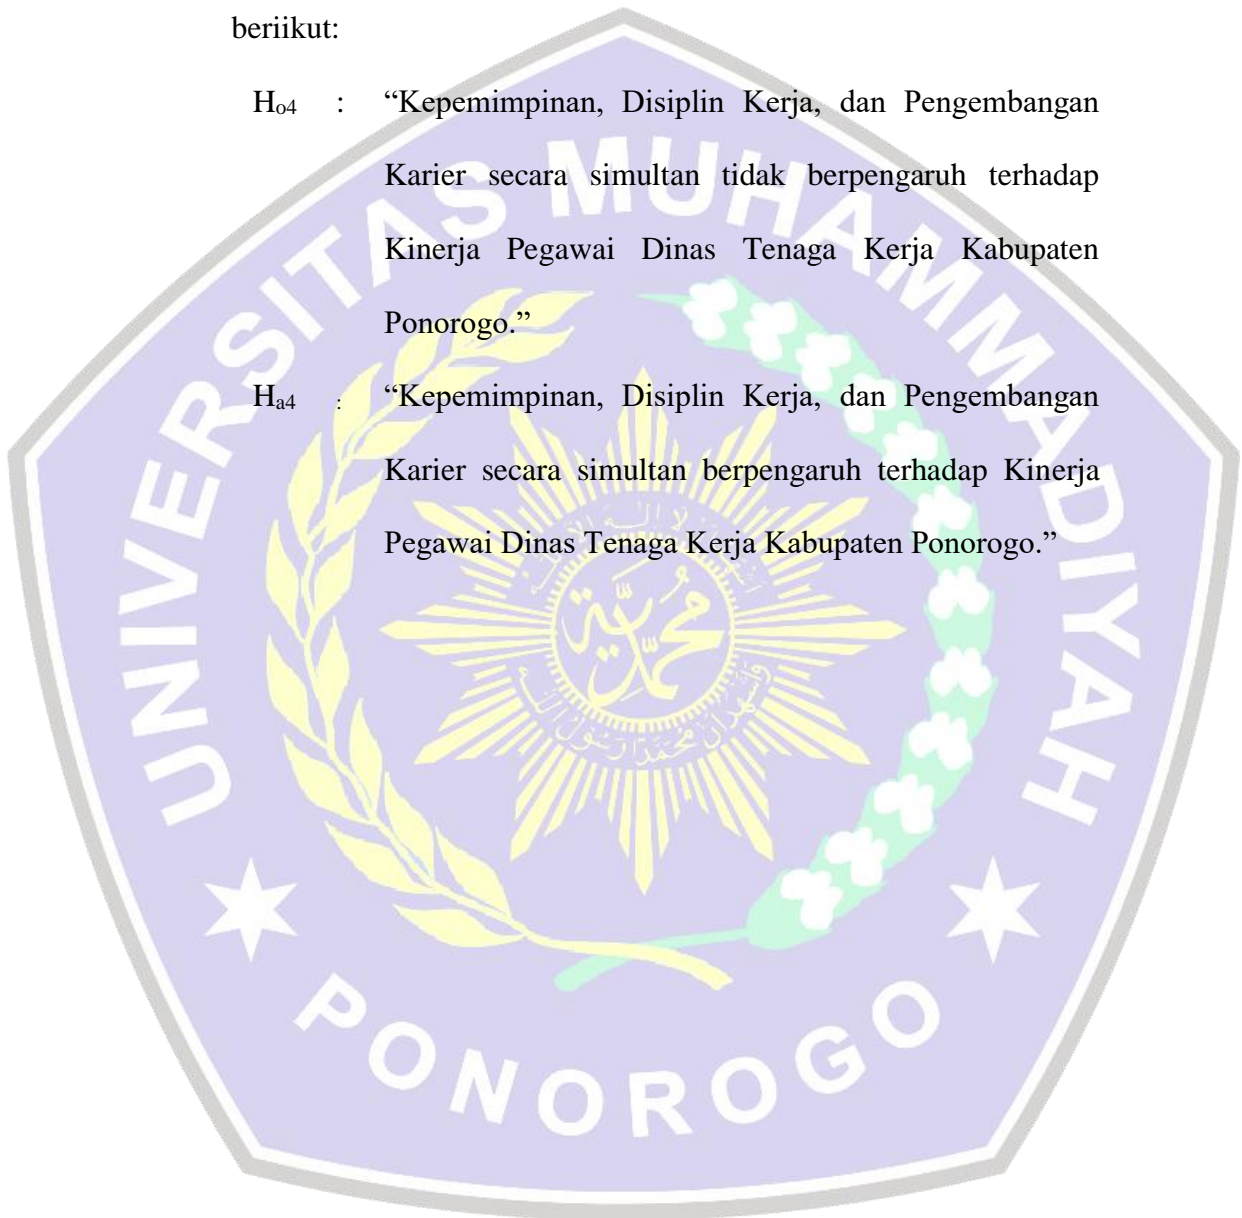 beriikut:
Ho4 : “Kepemimpinan, Disiplin Kerja, dan Pengembangan
Karier secara simultan tidak berpengaruh terhadap
Kinerja Pegawai Dinas Tenaga Kerja Kabupaten
Ponorogo.”
Ha4 : “Kepemimpinan, Disiplin Kerja, dan Pengembangan
Karier secara simultan berpengaruh terhadap Kinerja
Pegawai Dinas Tenaga Kerja Kabupaten Ponorogo.”
UNIVERSITAS MUHAMMADIYAH
محمدية
PONOROGO